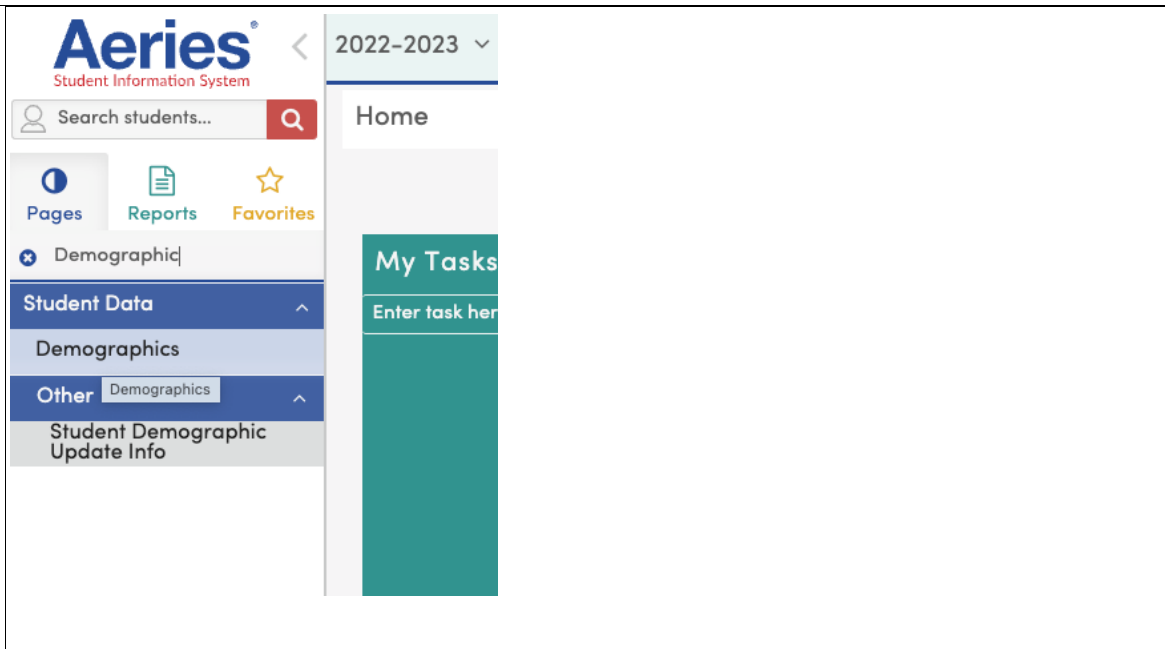 Aeries®
Student Information System
2022-2023
Search students...
Home
Pages
Reports
Favorites
Demographic
My Tasks
Student Data
Enter task her
Demographics
Other
Demographics
Student Demographic
Update Info